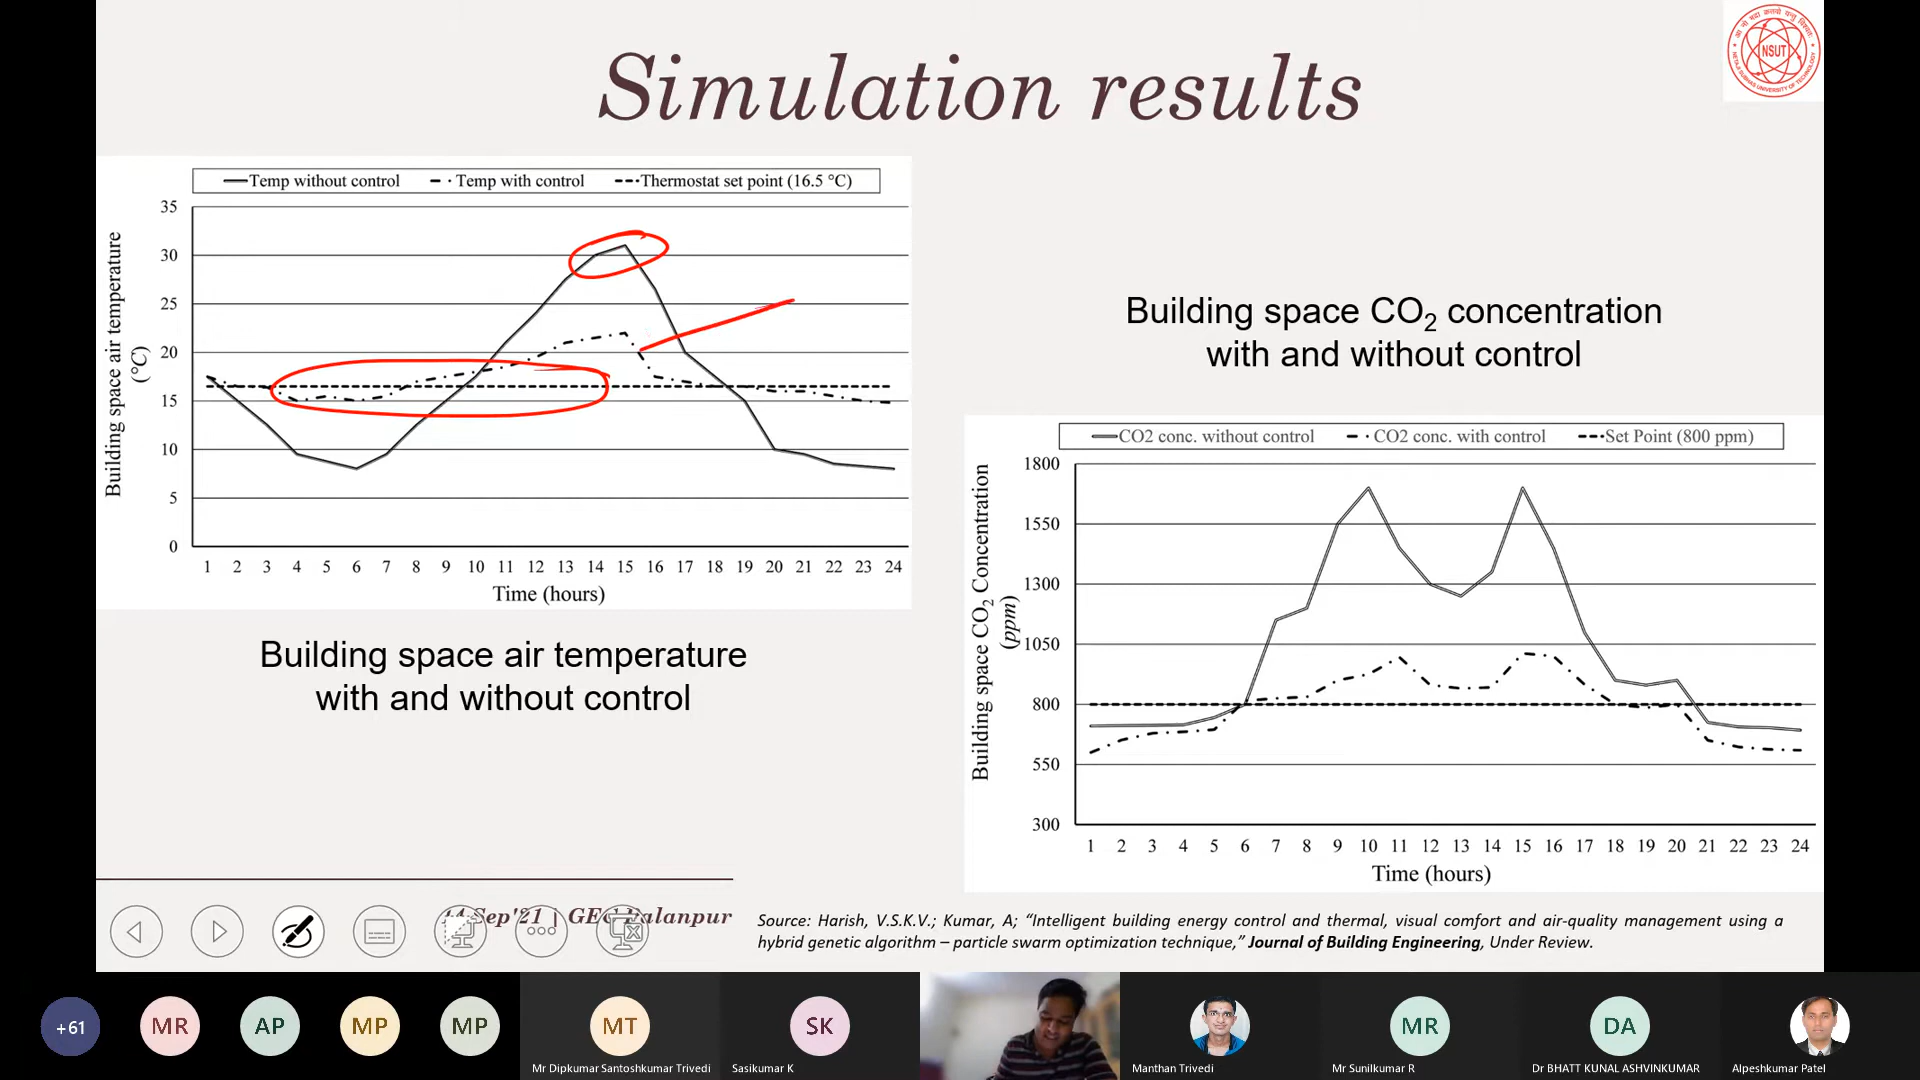 Simulation results
NSUT
Temp without control Temp with control Thermostat set point (16.5 °C)
Building space air temperature
(°C)
35
30
25
20
15
10
5
0
1 2 3 4 5 6 7 8 9 10 11 12 13 14 15 16 17 18 19 20 21 22 23 24
Time (hours)
Building space air temperature
with and without control
Building space CO2 concentration
with and without control
CO2 conc. without control CO2 conc. with control Set Point (800 ppm)
Building space CO2 Concentration
(ppm)
1800
1550
1300
1050
800
550
300
1 2 3 4 5 6 7 8 9 10 11 12 13 14 15 16 17 18 19 20 21 22 23 24
Time (hours)
Sep'21 | GEC Palanpur
Source: Harish, V.S.K.V.; Kumar, A; “Intelligent building energy control and thermal, visual comfort and air-quality management using a
hybrid genetic algorithm – particle swarm optimization technique,” Journal of Building Engineering, Under Review.
+61 MR AP MP MP MT SK MR DA
Mr Dipkumar Santoshkumar Trivedi Sasikumar K Manthan Trivedi Mr Sunilkumar R Dr BHATT KUNAL ASHVINKUMAR Alpeshkumar Patel